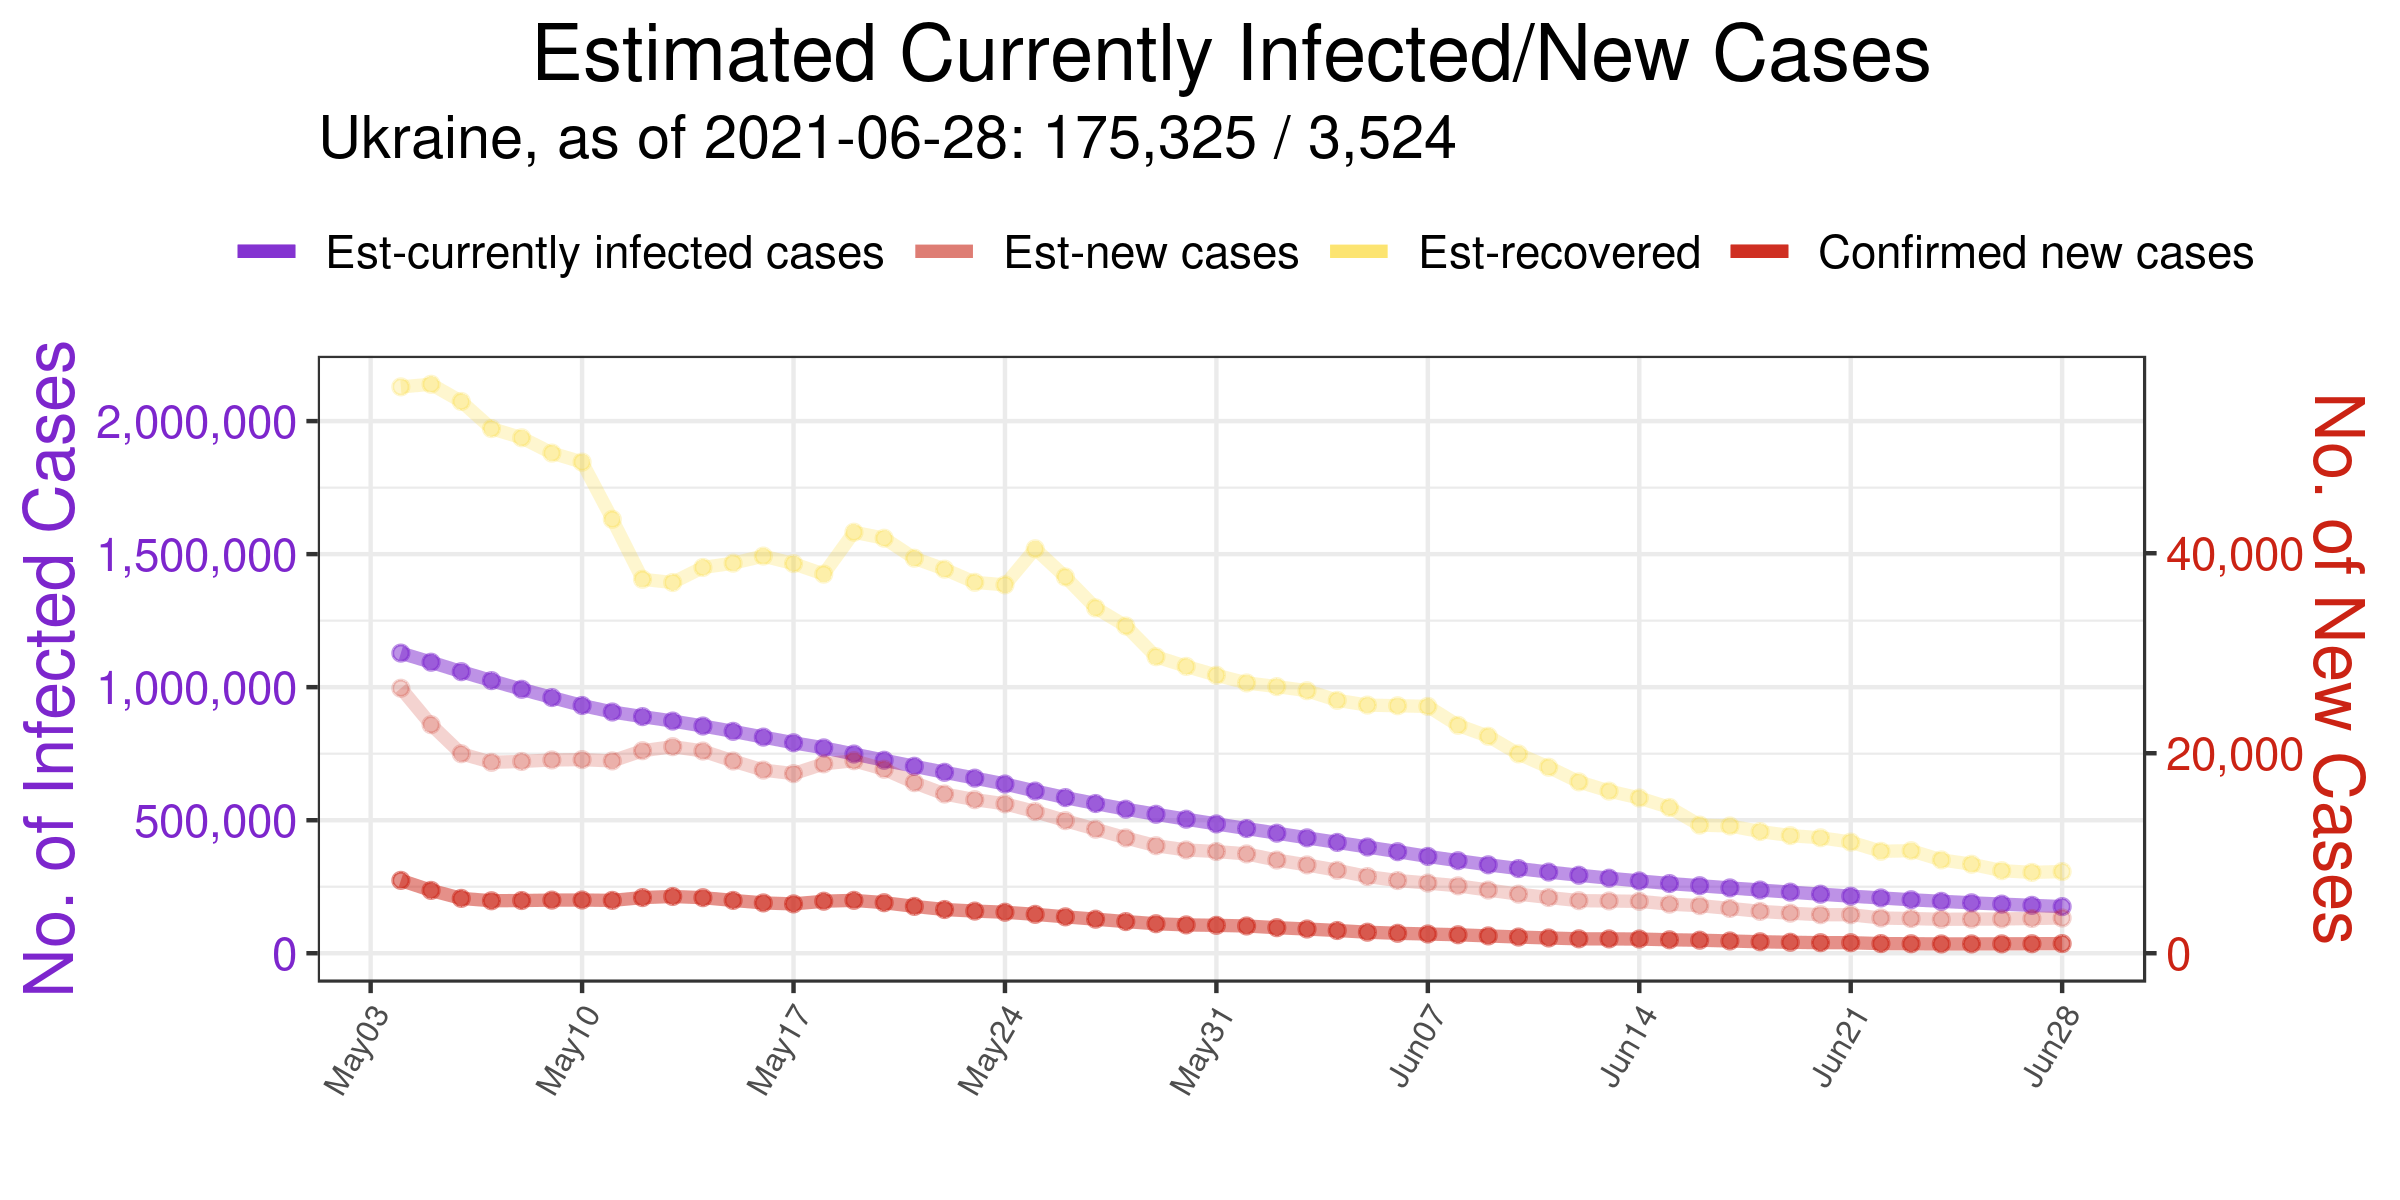 Estimated Currently Infected/New Cases
Ukraine, as of 2021-06-28: 175,325 / 3,524
Est-currently infected cases Est-new cases Est-recovered Confirmed new cases
No. of Infected Cases
2,000,000
1,500,000
1,000,000
500,000
0
40,000
20,000
0
No. of New Cases
May03 May10 May17 May24 May31 Jun07 Jun14 Jun21 Jun28